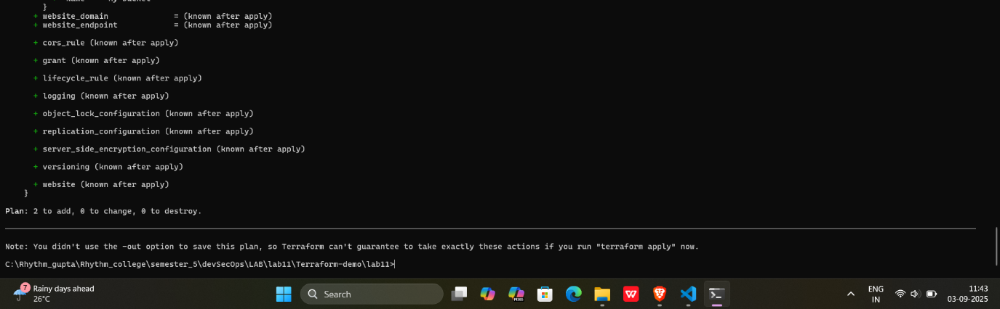 }
+ website_domain = (known after apply)
+ website_endpoint = (known after apply)
+ cors_rule (known after apply)
+ grant (known after apply)
+ lifecycle_rule (known after apply)
+ logging (known after apply)
+ object_lock_configuration (known after apply)
+ replication_configuration (known after apply)
+ server_side_encryption_configuration (known after apply)
+ versioning (known after apply)
+ website (known after apply)
}
Plan: 2 to add, 0 to change, 0 to destroy.
Note: You didn't use the -out option to save this plan, so Terraform can't guarantee to take exactly these actions if you run "terraform apply" now.
C:\Rhythm_gupta\Rhythm_college\semester_5\devSecOps\LAB\lab11\Terraform-demo\lab11>
7
Rainy days ahead
26°C
Search
M365
W
ENG
IN
11:43
03-09-2025